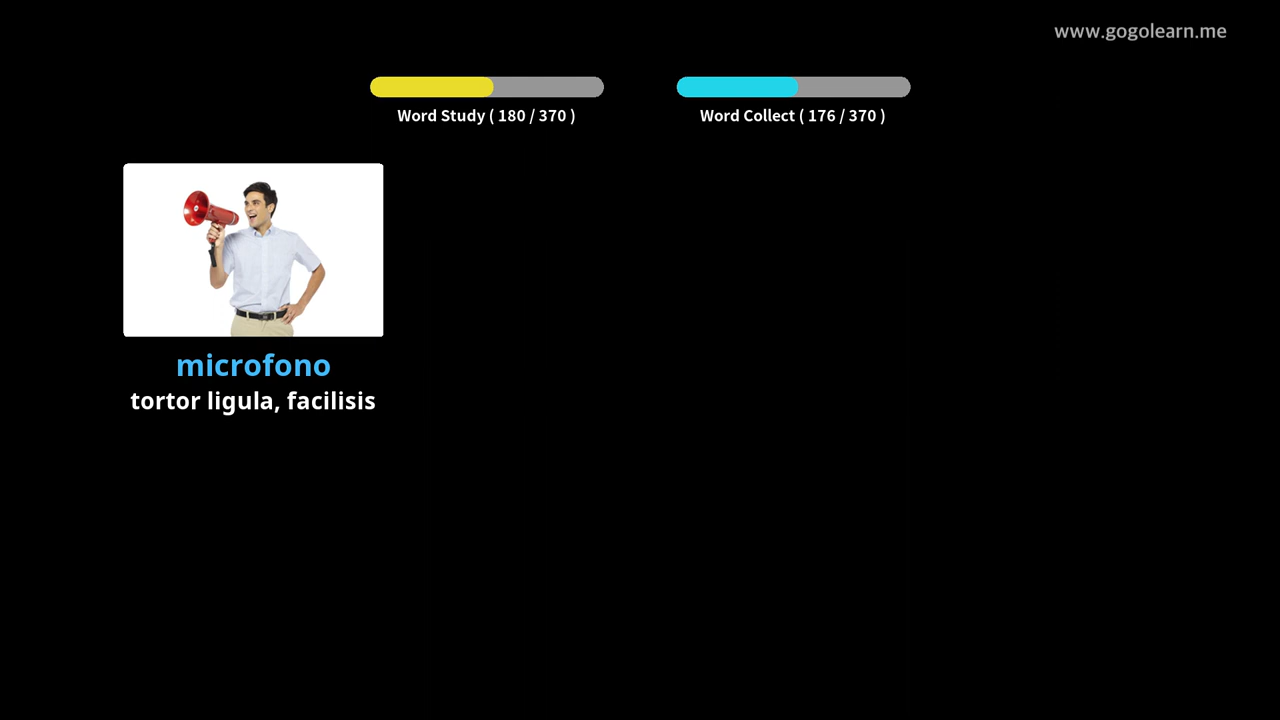 www.gogolearn.me
Word Study ( 180 / 370 )
Word Collect ( 176 / 370 )
microfono
tortor ligula, facilisis